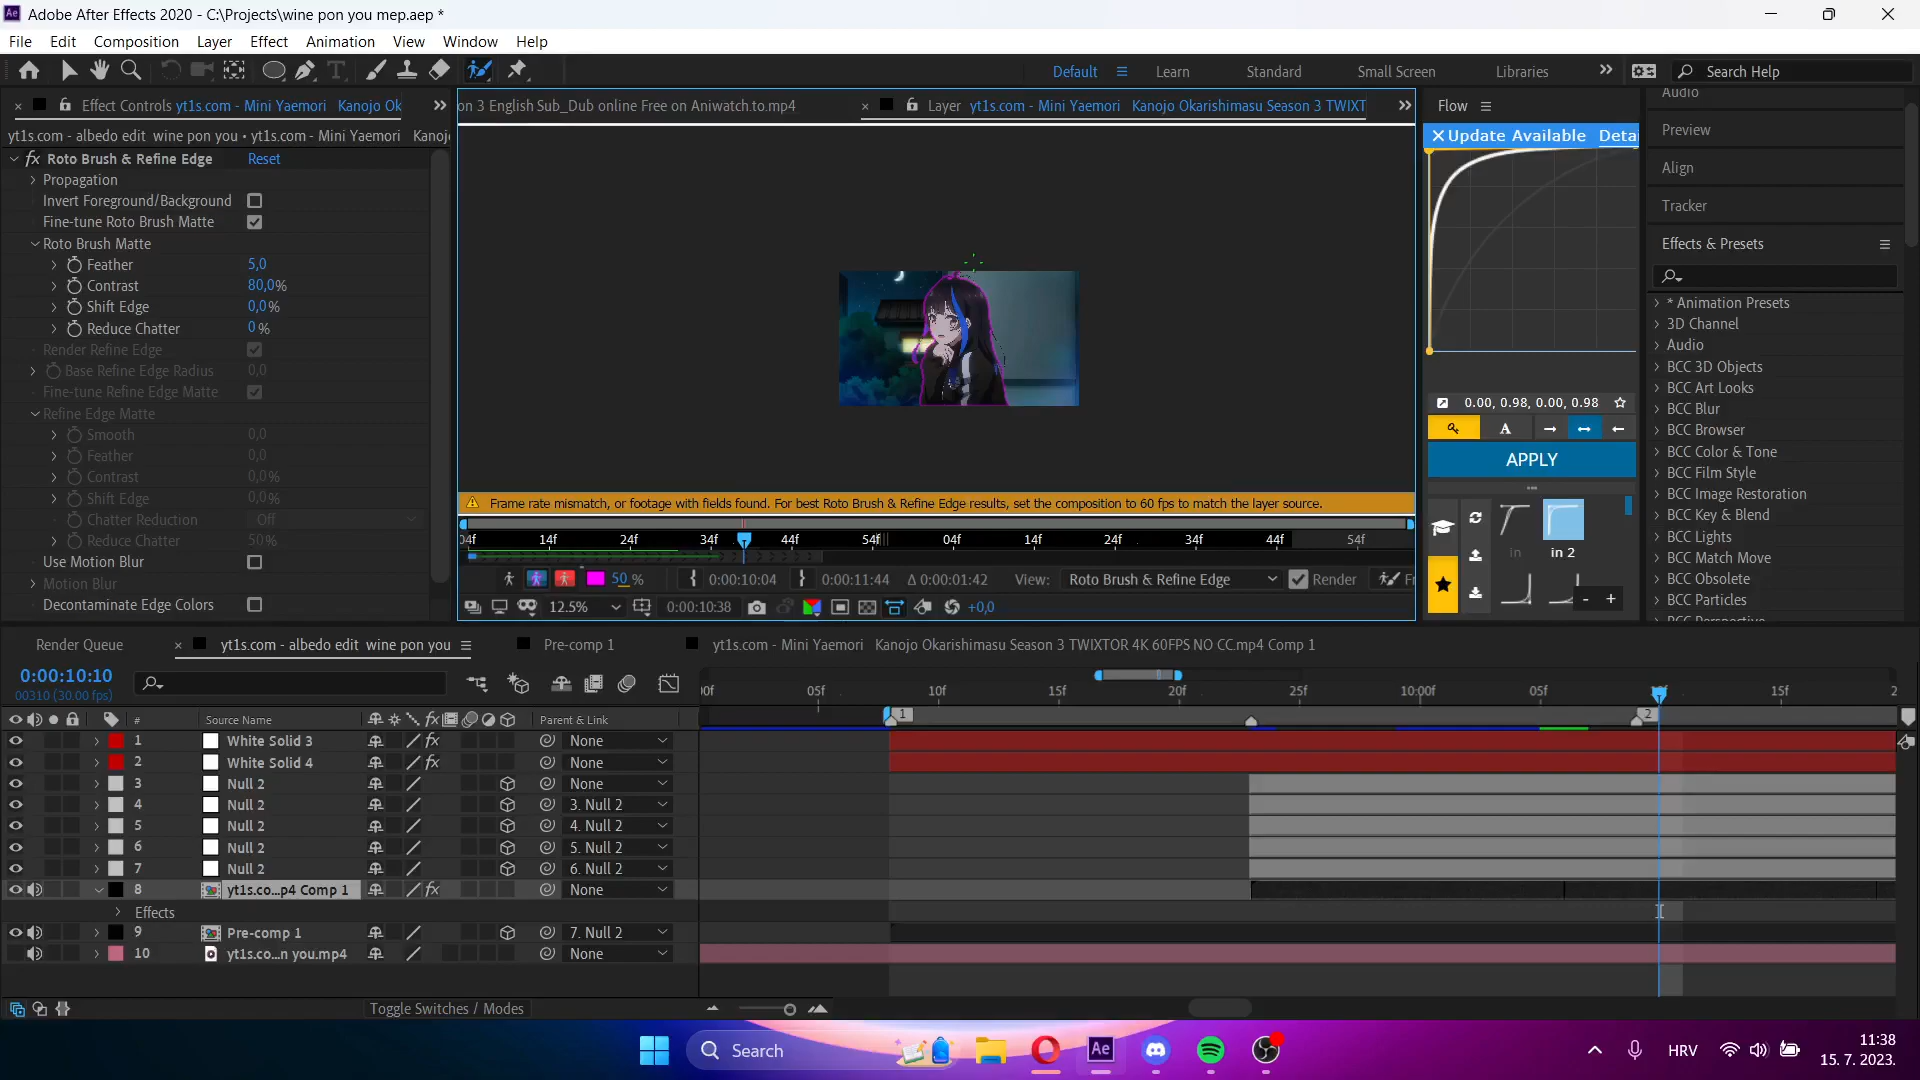 Adobe After Effects 2020 - C:\Projects\wine pon you mep.aep *
File Edit Composition Layer Effect Animation View Window Help
Default Learn Standard Small Screen Libraries Search Help
Effect Controls yt1s.com - Mini Yaemori   Kanojo Ok
on 3 English Sub_Dub online Free on Aniwatch.to.mp4
Layer yt1s.com - Mini Yaemori   Kanojo Okarishimasu Season 3 TWIXT
Flow
Audio
yt1s.com - albedo edit  wine pon you • yt1s.com - Mini Yaemori   Kanoj
Update Available Detai
Preview
fx Roto Brush & Refine Edge Reset
Propagation
Align
Invert Foreground/Background
Tracker
Fine-tune Roto Brush Matte
Roto Brush Matte
Effects & Presets
Feather 5,0
Contrast 80,0%
Shift Edge 0,0%
* Animation Presets
Reduce Chatter 0%
3D Channel
Render Refine Edge
Audio
Base Refine Edge Radius 0,0
BCC 3D Objects
Fine-tune Refine Edge Matte
BCC Art Looks
Refine Edge Matte
0.00, 0.98, 0.00, 0.98
BCC Blur
Smooth 0,0
A
BCC Browser
Feather 0,0
APPLY
BCC Color & Tone
Contrast 0,0%
BCC Film Style
Shift Edge 0,0%
Frame rate mismatch, or footage with fields found. For best Roto Brush & Refine Edge results, set the composition to 60 fps to match the layer source.
BCC Image Restoration
Chatter Reduction Off
BCC Key & Blend
Reduce Chatter 50%
04f 14f 24f 34f 44f 54f 04f 14f 24f 34f 44f 54f
BCC Lights
In in 2
BCC Match Move
Use Motion Blur
Motion Blur
50 % 0:00:10:04 0:00:11:44 Δ 0:00:01:42 View: Roto Brush & Refine Edge Render Fr
BCC Obsolete
Decontaminate Edge Colors
12.5% 0:00:10:38 +0,0
- +
BCC Particles
BCC Perspective
Render Queue yt1s.com - albedo edit  wine pon you Pre-comp 1 yt1s.com - Mini Yaemori   Kanojo Okarishimasu Season 3 TWIXTOR 4K 60FPS NO CC.mp4 Comp 1
0:00:10:10
00310 (30.00 fps)
00f 05f 10f 15f 20f 25f 10:00f 05f 15f 2
# Source Name fx Parent & Link
1 2
1 White Solid 3 fx None
2 White Solid 4 fx None
3 Null 2 None
4 Null 2 3. Null 2
5 Null 2 4. Null 2
6 Null 2 5. Null 2
7 Null 2 6. Null 2
8 yt1s.co...p4 Comp 1 fx None
Effects
9 Pre-comp 1 7. Null 2
10 yt1s.co...n you.mp4 None
Toggle Switches / Modes
Search
Ae
HRV
11:38
15. 7. 2023.